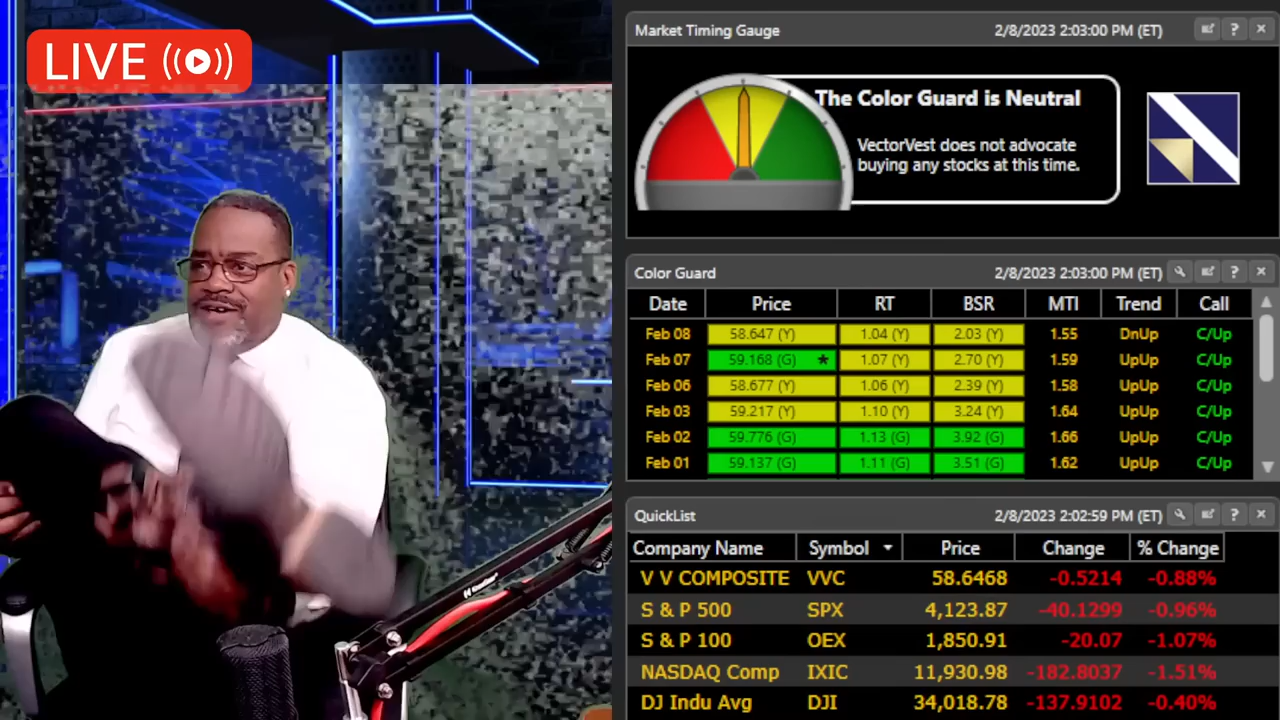 LIVE
Market Timing Gauge 2/8/2023 2:03:00 PM (ET) ?
The Color Guard is Neutral
VectorVest does not advocate
buying any stocks at this time.
Color Guard 2/8/2023 2:03:00 PM (ET) ?
Date Price RT BSR MTI Trend Call
Feb 08 58.647 (Y) 1.04 (Y) 2.03 (Y) 1.55 DnUp C/Up
Feb 07 59.168 (G) ★ 1.07 (Y) 2.70 (Y) 1.59 UpUp C/Up
Feb 06 58.677 (Y) 1.06 (Y) 2.39 (Y) 1.58 UpUp C/Up
Feb 03 59.217 (Y) 1.10 (Y) 3.24 (Y) 1.64 UpUp C/Up
Feb 02 59.776 (G) 1.13 (G) 3.92 (G) 1.66 UpUp C/Up
Feb 01 59.137 (G) 1.11 (G) 3.51 (G) 1.62 UpUp C/Up
QuickList 2/8/2023 2:02:59 PM (ET) ?
Company Name Symbol Price Change % Change
V V COMPOSITE VVC 58.6468 -0.5214 -0.88%
S & P 500 SPX 4,123.87 -40.1299 -0.96%
S & P 100 OEX 1,850.91 -20.07 -1.07%
NASDAQ Comp IXIC 11,930.98 -182.8037 -1.51%
DJ Indu Avg DJI 34,018.78 -137.9102 -0.40%